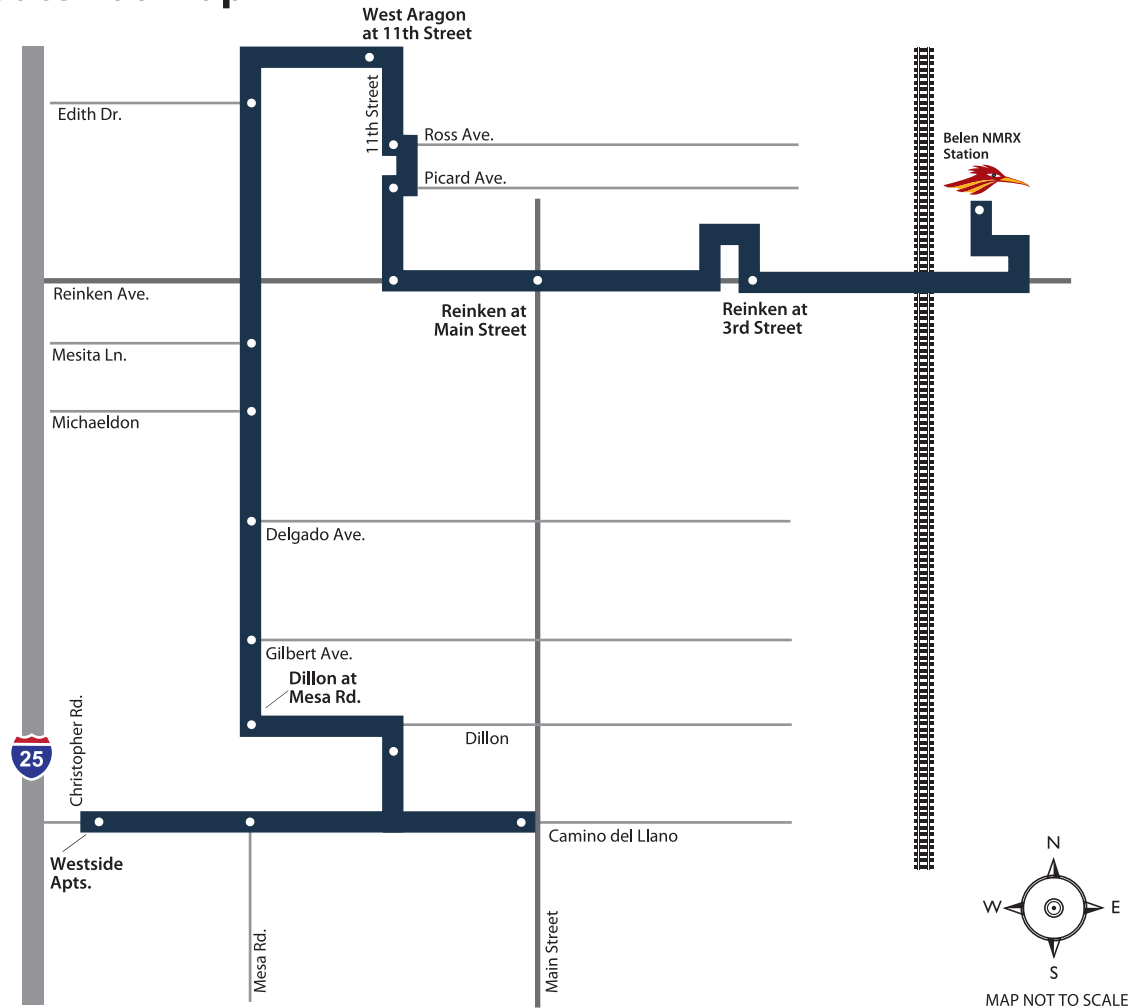 West Aragon
at 11th Street
Edith Dr.
11th Street
Ross Ave.
Picard Ave.
Belen NMRX
Station
Reinken Ave.
Reinken at
Main Street
Reinken at
3rd Street
Mesita Ln.
Michaeldon
Delgado Ave.
Gilbert Ave.
Dillon at
Mesa Rd.
Dillon
Christopher Rd.
25
Camino del Llano
Westside
Apts.
Mesa Rd.
Main Street
N
W
E
S
MAP NOT TO SCALE